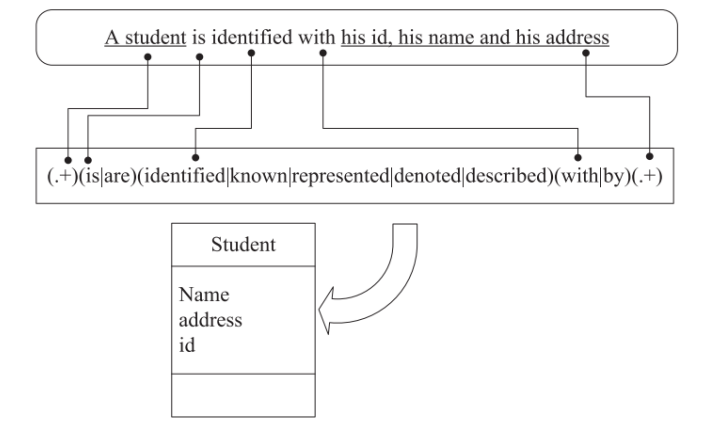 A student is identified with his id, his name and his address
(.+)(is|are)(identified|known|represented|denoted|described)(with|by)(.+)
Student
Name
address
id